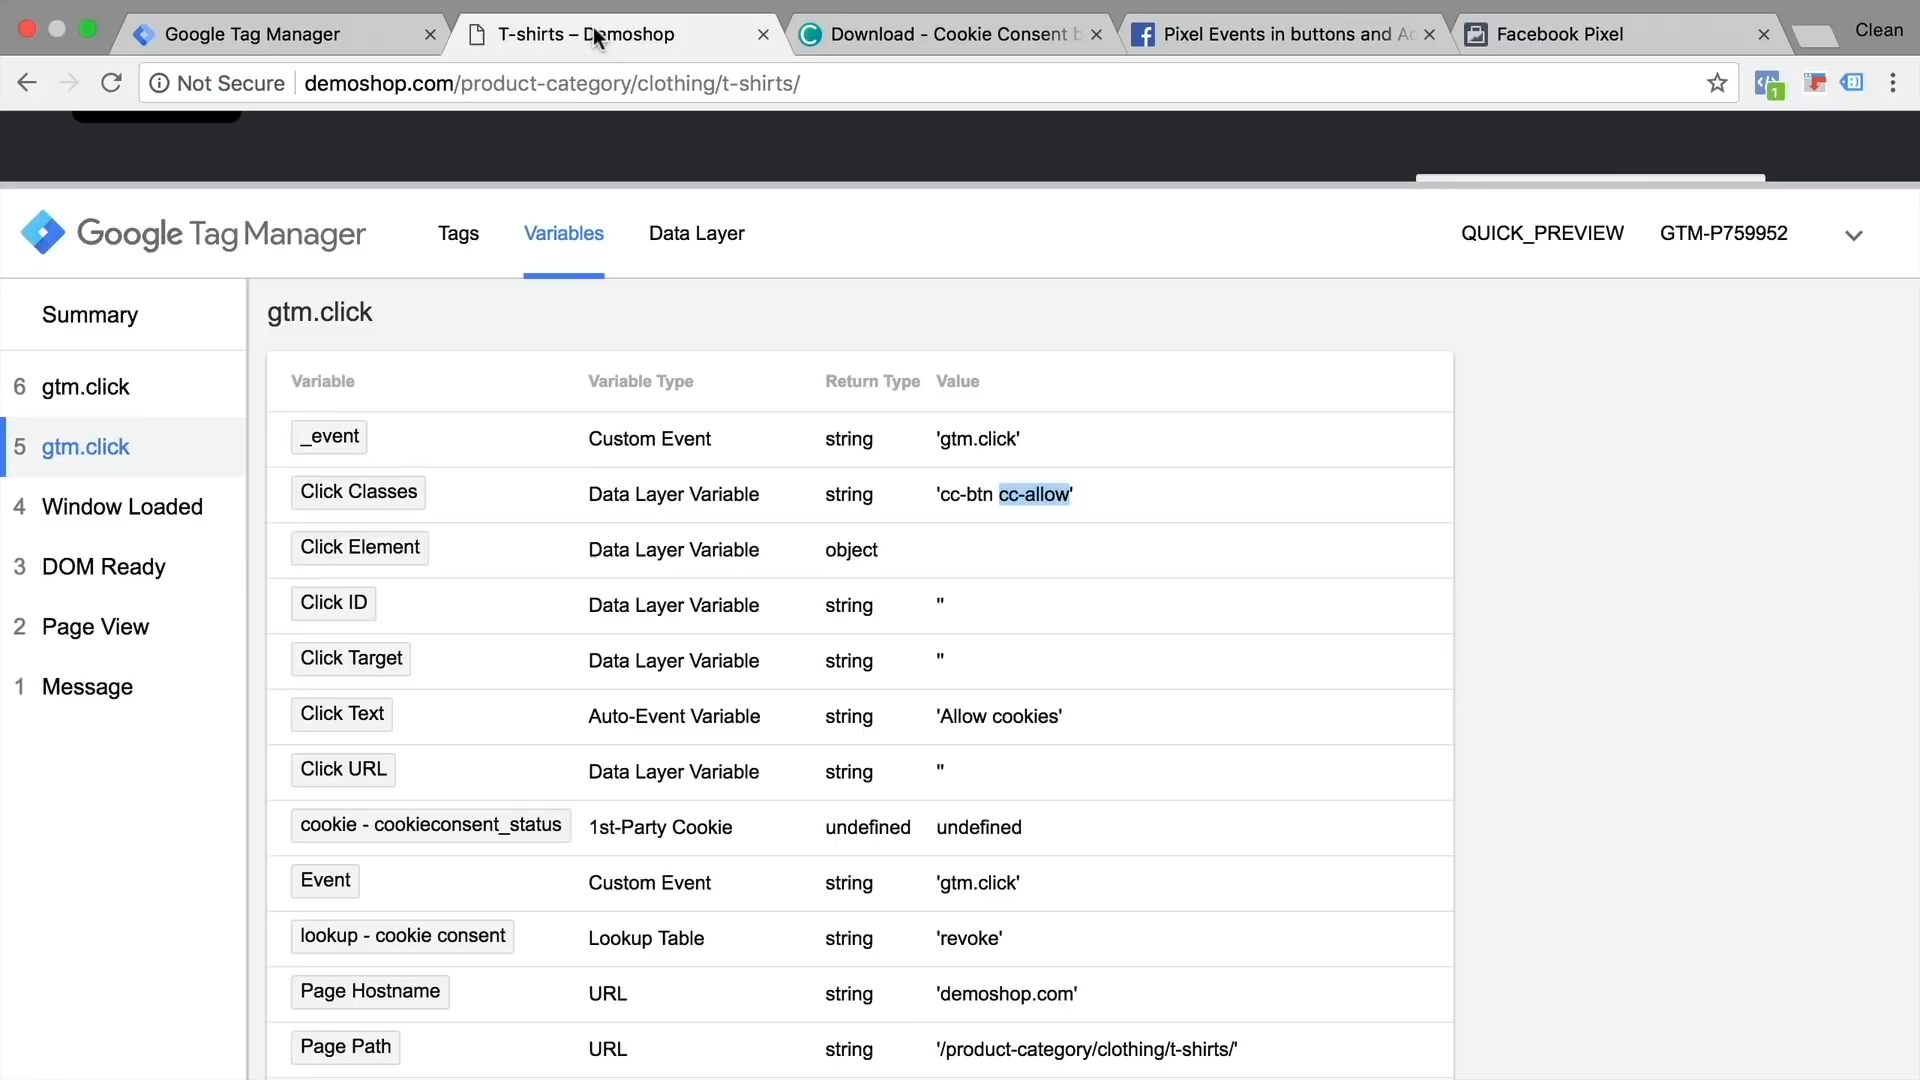 Google Tag Manager
T-shirts – Demoshop
Download - Cookie Consent b
Pixel Events in buttons and Ac
Facebook Pixel
Clean
Not Secure
demoshop.com/product-category/clothing/t-shirts/
1
Google Tag Manager
Tags
Variables
Data Layer
QUICK_PREVIEW
GTM-P759952
Summary
6 gtm.click
5 gtm.click
4 Window Loaded
3 DOM Ready
2 Page View
1 Message
gtm.click
Variable Variable Type Return Type Value
_event Custom Event string 'gtm.click'
Click Classes Data Layer Variable string 'cc-btn cc-allow'
Click Element Data Layer Variable object
Click ID Data Layer Variable string ''
Click Target Data Layer Variable string ''
Click Text Auto-Event Variable string 'Allow cookies'
Click URL Data Layer Variable string ''
cookie - cookieconsent_status 1st-Party Cookie undefined undefined
Event Custom Event string 'gtm.click'
lookup - cookie consent Lookup Table string 'revoke'
Page Hostname URL string 'demoshop.com'
Page Path URL string '/product-category/clothing/t-shirts/'